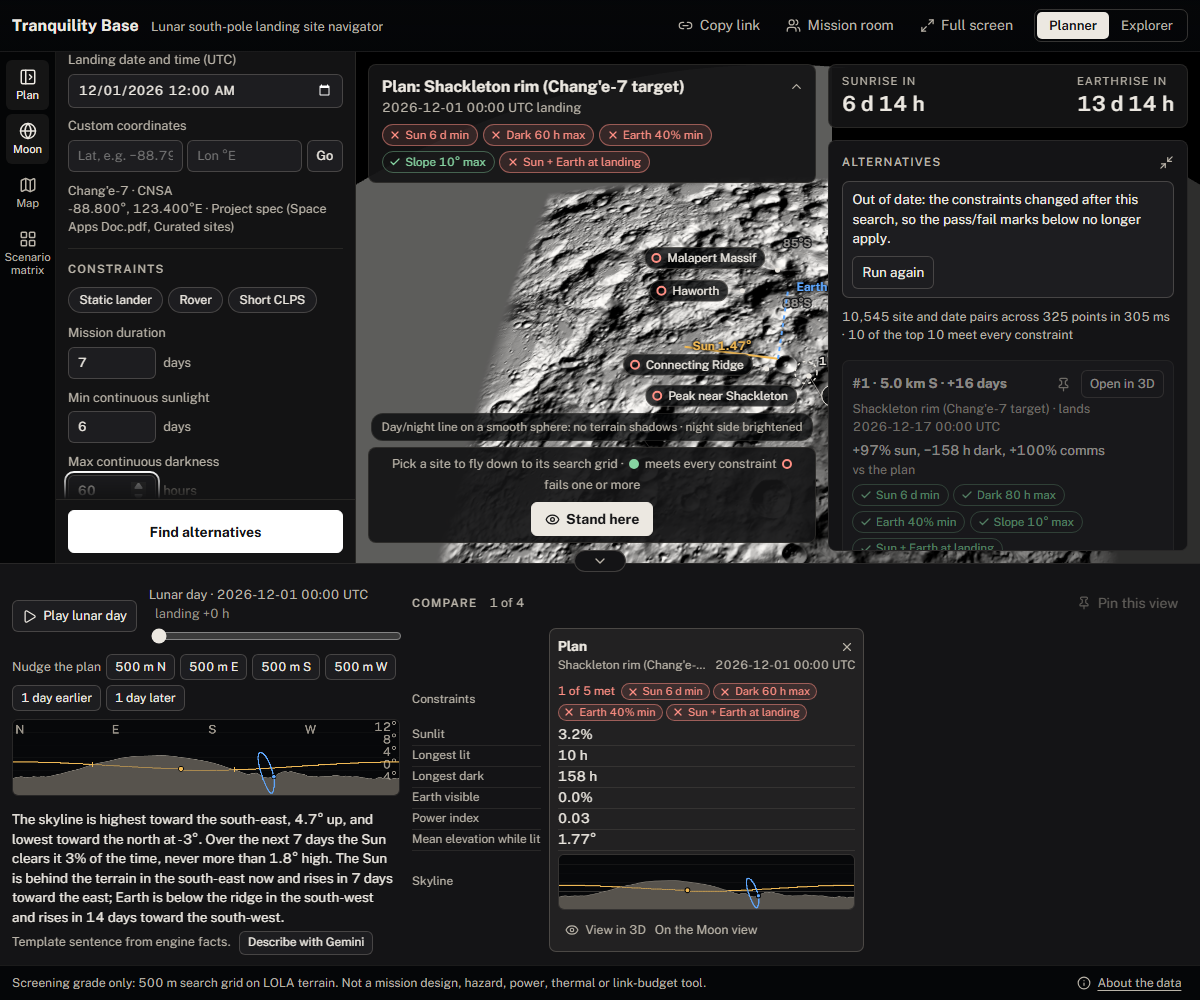 Tranquility Base Lunar south-pole landing site navigator
Copy link Mission room Full screen Planner Explorer
Plan
Moon
Map
Scenario
matrix
Landing date and time (UTC)
12/01/2026 12:00 AM
Custom coordinates
Lat, e.g. -88.79 Lon °E Go
Chang'e-7 · CNSA
-88.800°, 123.400°E · Project spec (Space
Apps Doc.pdf, Curated sites)
CONSTRAINTS
Static lander Rover Short CLPS
Mission duration
7 days
Min continuous sunlight
6 days
Max continuous darkness
60 hours
Find alternatives
Plan: Shackleton rim (Chang'e-7 target)
2026-12-01 00:00 UTC landing
Sun 6 d min Dark 60 h max Earth 40% min
Slope 10° max Sun + Earth at landing
85°S
Malapert Massif
Earth
Haworth
88°S
Sun 1.47°
Connecting Ridge
1
Peak near Shackleton
Day/night line on a smooth sphere: no terrain shadows · night side brightened
Pick a site to fly down to its search grid · meets every constraint
fails one or more
Stand here
SUNRISE IN EARTHRISE IN
6 d 14 h 13 d 14 h
ALTERNATIVES
Out of date: the constraints changed after this
search, so the pass/fail marks below no longer
apply.
Run again
10,545 site and date pairs across 325 points in 305 ms
· 10 of the top 10 meet every constraint
#1 · 5.0 km S · +16 days Open in 3D
Shackleton rim (Chang'e-7 target) · lands
2026-12-17 00:00 UTC
+97% sun, −158 h dark, +100% comms
vs the plan
Sun 6 d min Dark 80 h max
Earth 40% min Slope 10° max
Sun + Earth at landing
Play lunar day
Lunar day · 2026-12-01 00:00 UTC
landing +0 h
Nudge the plan 500 m N 500 m E 500 m S 500 m W
1 day earlier 1 day later
N E S W 12°
8°
4°
0°
-4°
The skyline is highest toward the south-east, 4.7° up, and
lowest toward the north at -3°. Over the next 7 days the Sun
clears it 3% of the time, never more than 1.8° high. The Sun
is behind the terrain in the south-east now and rises in 7 days
toward the east; Earth is below the ridge in the south-west
and rises in 14 days toward the south-west.
Template sentence from engine facts. Describe with Gemini
COMPARE 1 of 4 Pin this view
Plan
Shackleton rim (Chang'e-... 2026-12-01 00:00 UTC
Constraints 1 of 5 met Sun 6 d min Dark 60 h max
Earth 40% min Sun + Earth at landing
Sunlit 3.2%
Longest lit 10 h
Longest dark 158 h
Earth visible 0.0%
Power index 0.03
Mean elevation while lit 1.77°
Skyline
View in 3D On the Moon view
Screening grade only: 500 m search grid on LOLA terrain. Not a mission design, hazard, power, thermal or link-budget tool.
About the data